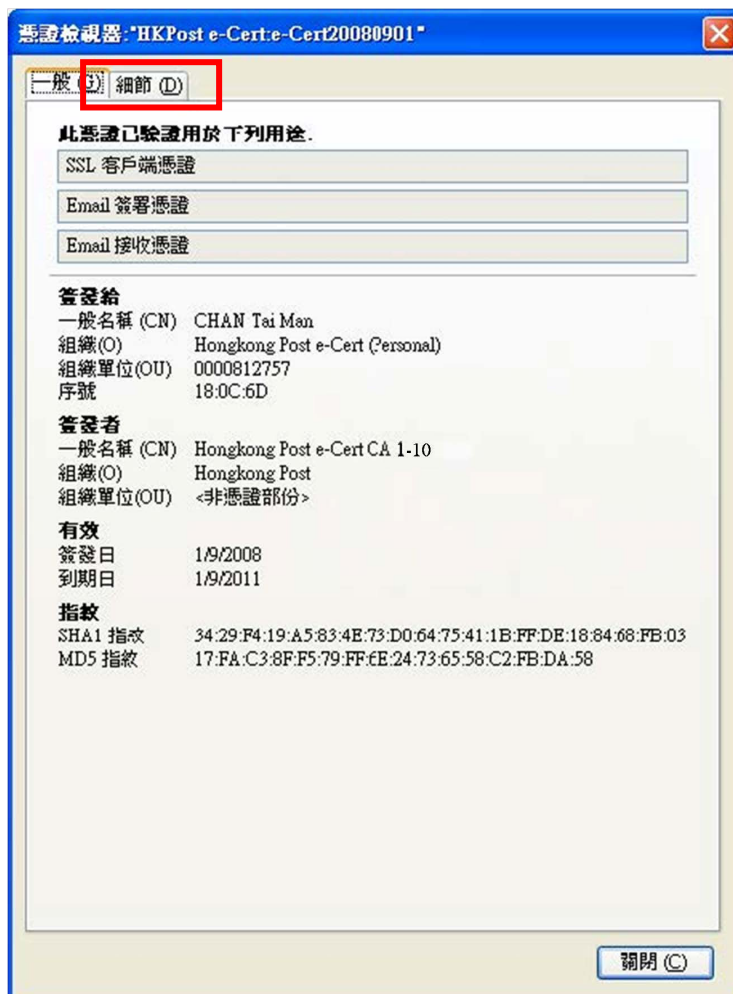 憑證檢視器:"HKPost e-Cert:e-Cert20080901"
一般 (G) 細節 (D)
此憑證已驗證用於下列用途.
SSL 客戶端憑證
Email 簽署憑證
Email 接收憑證
簽發給
一般名稱 (CN) CHAN Tai Man
組織(O) Hongkong Post e-Cert (Personal)
組織單位(OU) 0000812757
序號 18:0C:6D
簽發者
一般名稱 (CN) Hongkong Post e-Cert CA 1-10
組織(O) Hongkong Post
組織單位(OU) <非憑證部份>
有效
簽發日 1/9/2008
到期日 1/9/2011
指紋
SHA1 指紋 34:29:F4:19:A5:83:4E:73:D0:64:75:41:1B:FF:DE:18:84:68:FB:03
MD5 指紋 17:FA:C3:8F:F5:79:FF:6E:24:73:65:58:C2:FB:DA:58
關閉 (C)